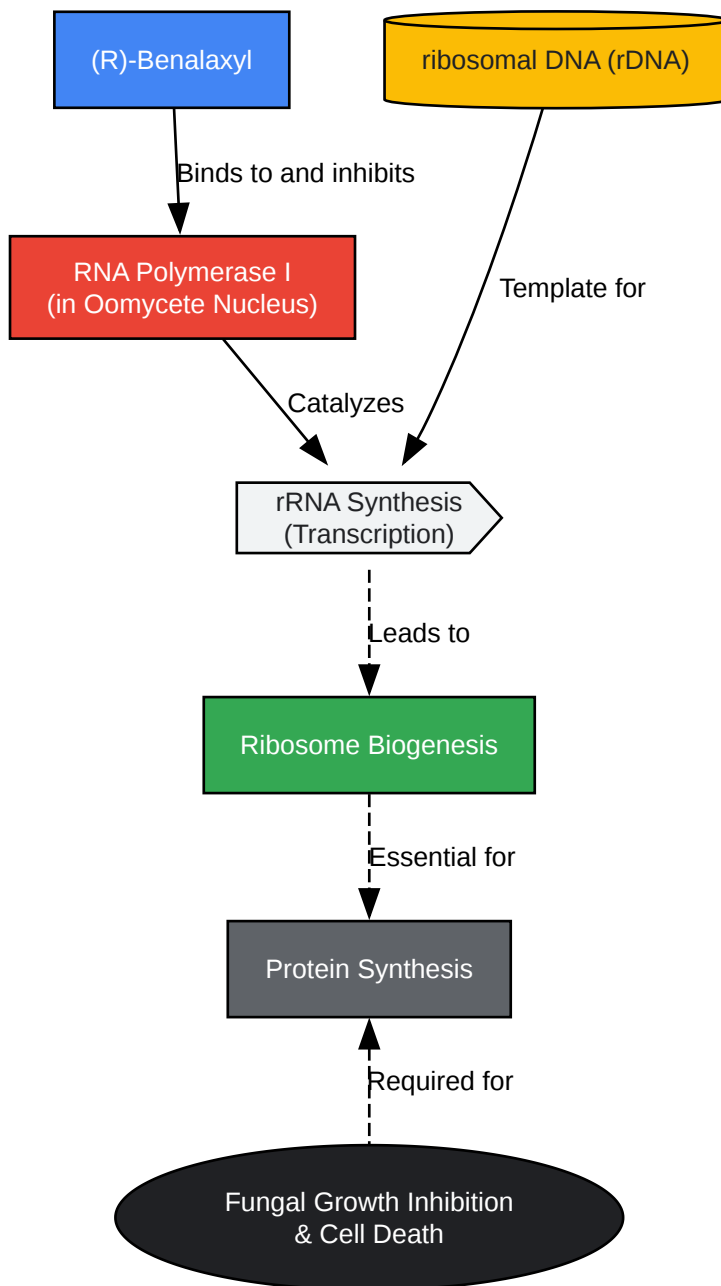 (R)-Benalaxyl
ribosomal DNA (rDNA)
Binds to and inhibits
RNA Polymerase I
(in Oomycete Nucleus)
Template for
Catalyzes
rRNA Synthesis
(Transcription)
Leads to
Ribosome Biogenesis
Essential for
Protein Synthesis
Required for
Fungal Growth Inhibition
& Cell Death